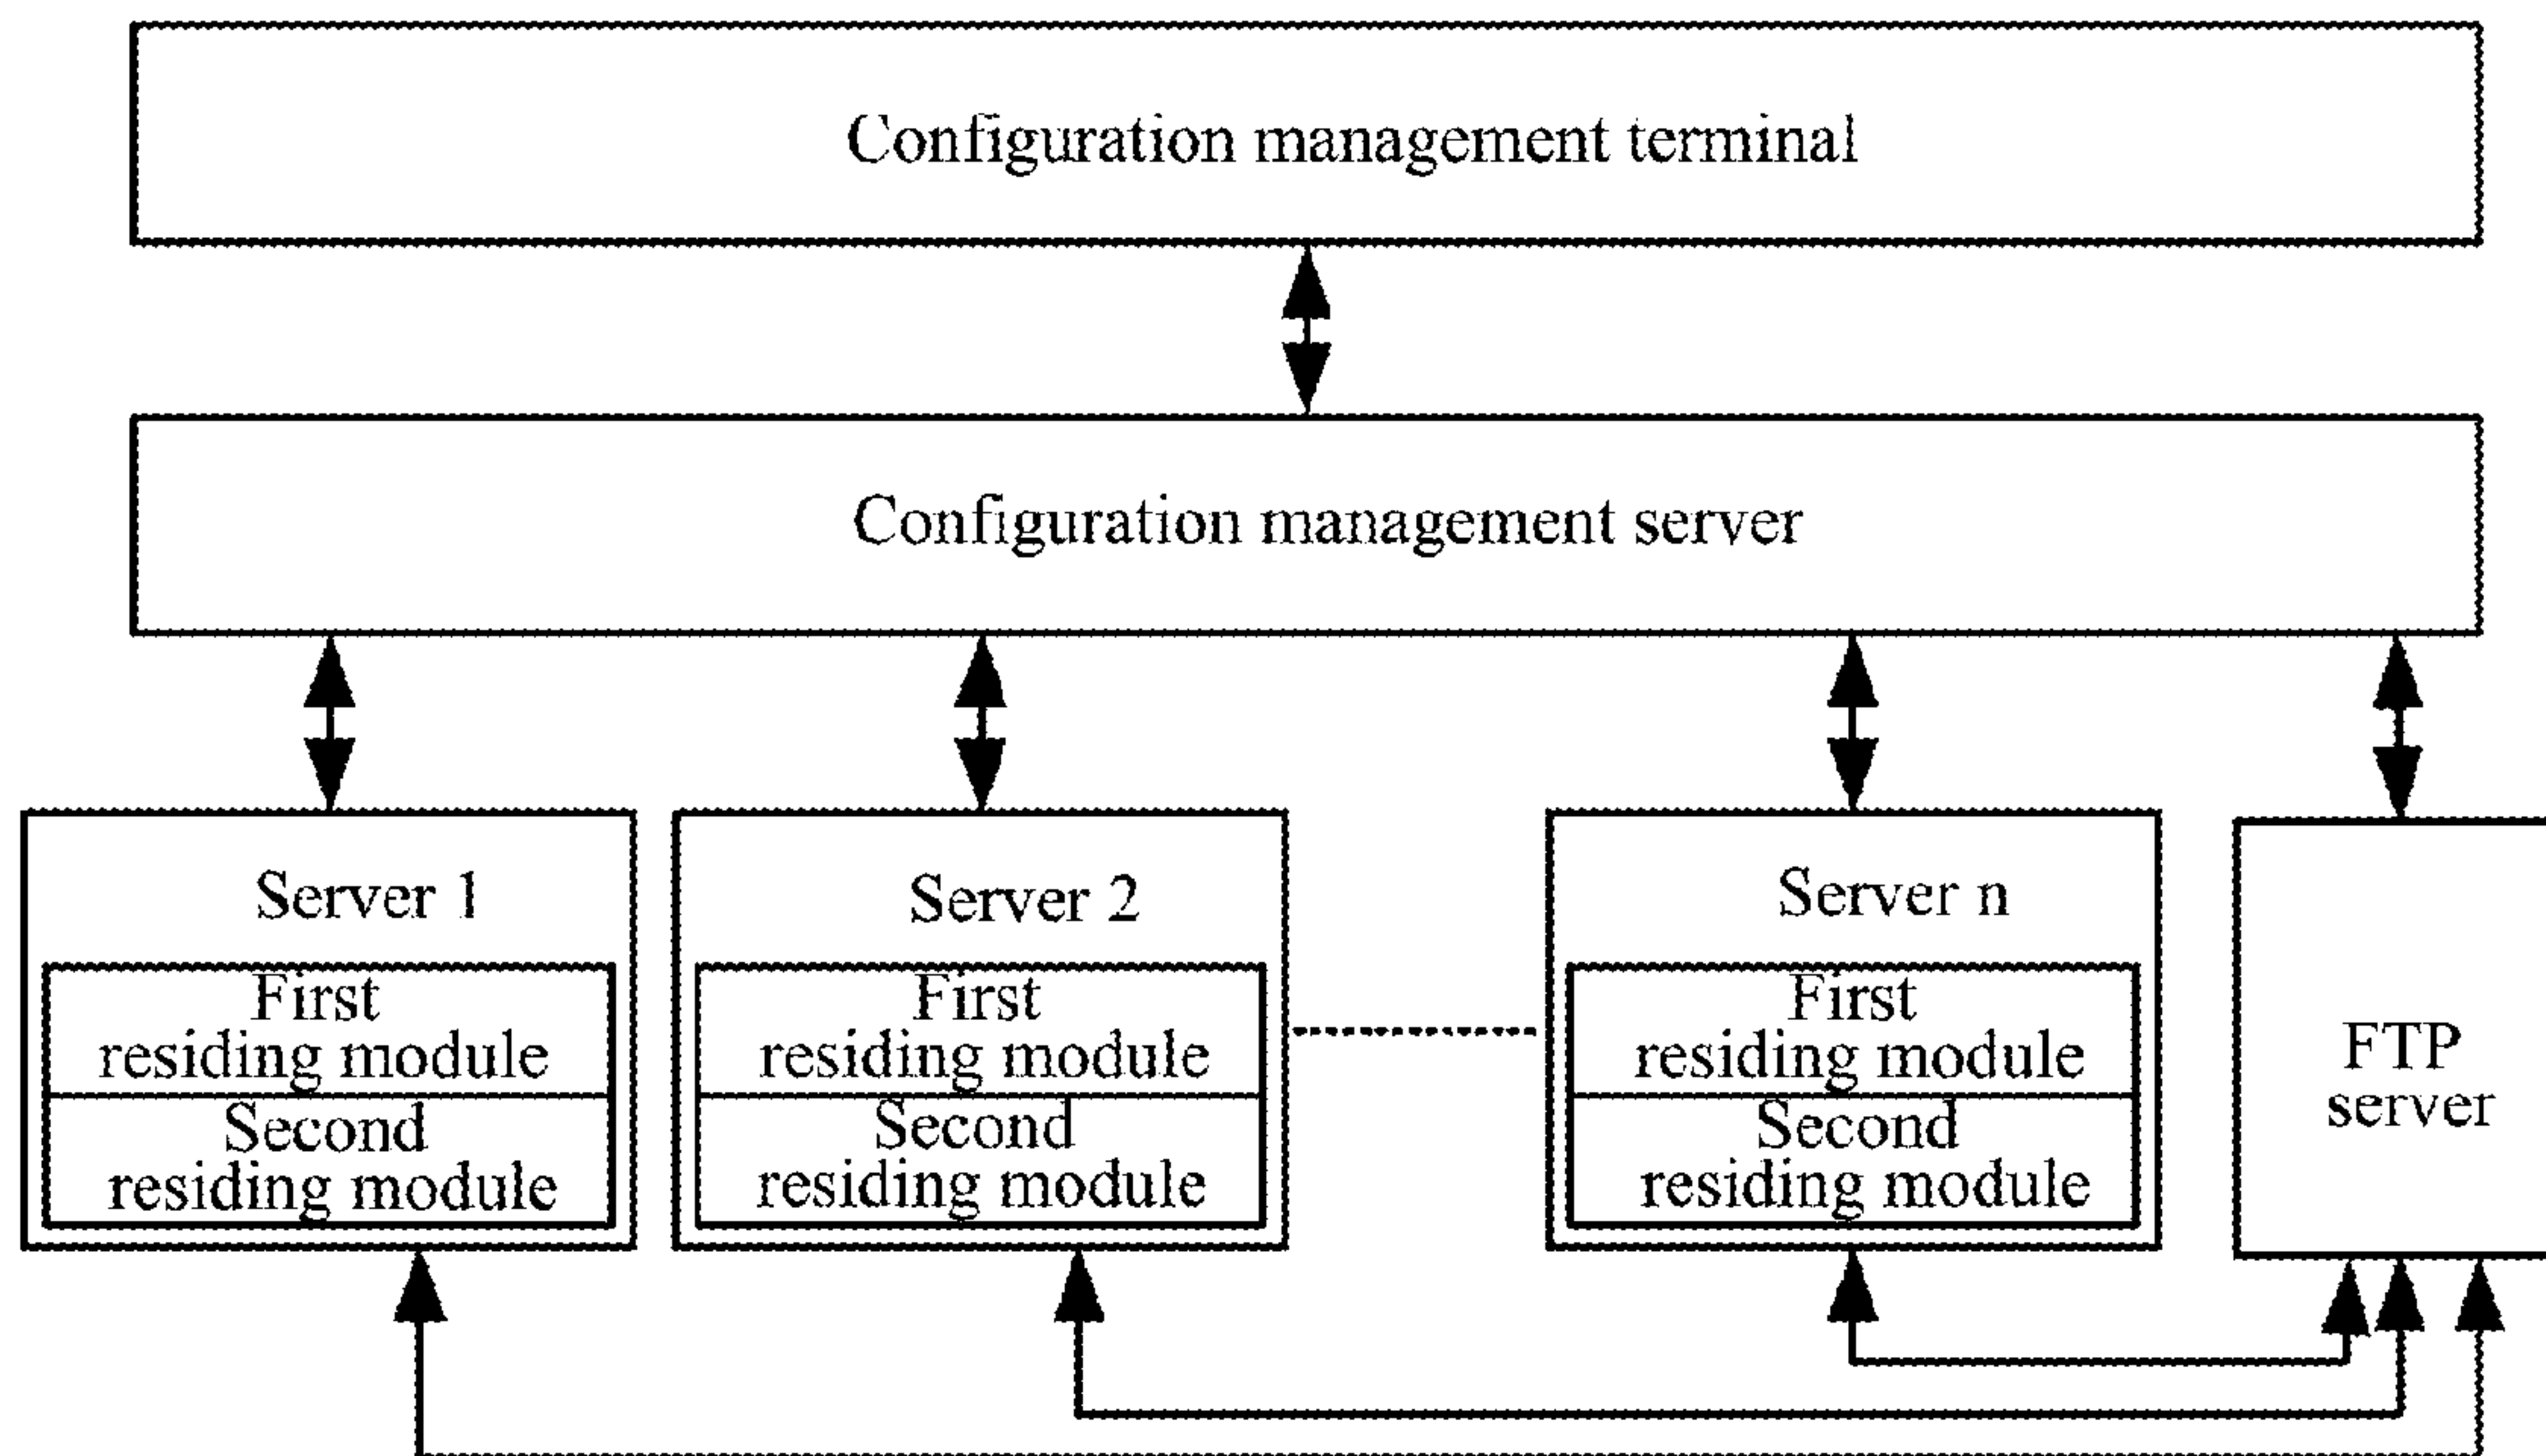 Configuration management terminal
Configuration management server
Server 1
First
residing module
Second
residing module
Server 2
First
residing module
Second
residing module
Server n
First
residing module
Second
residing module
FTP
server